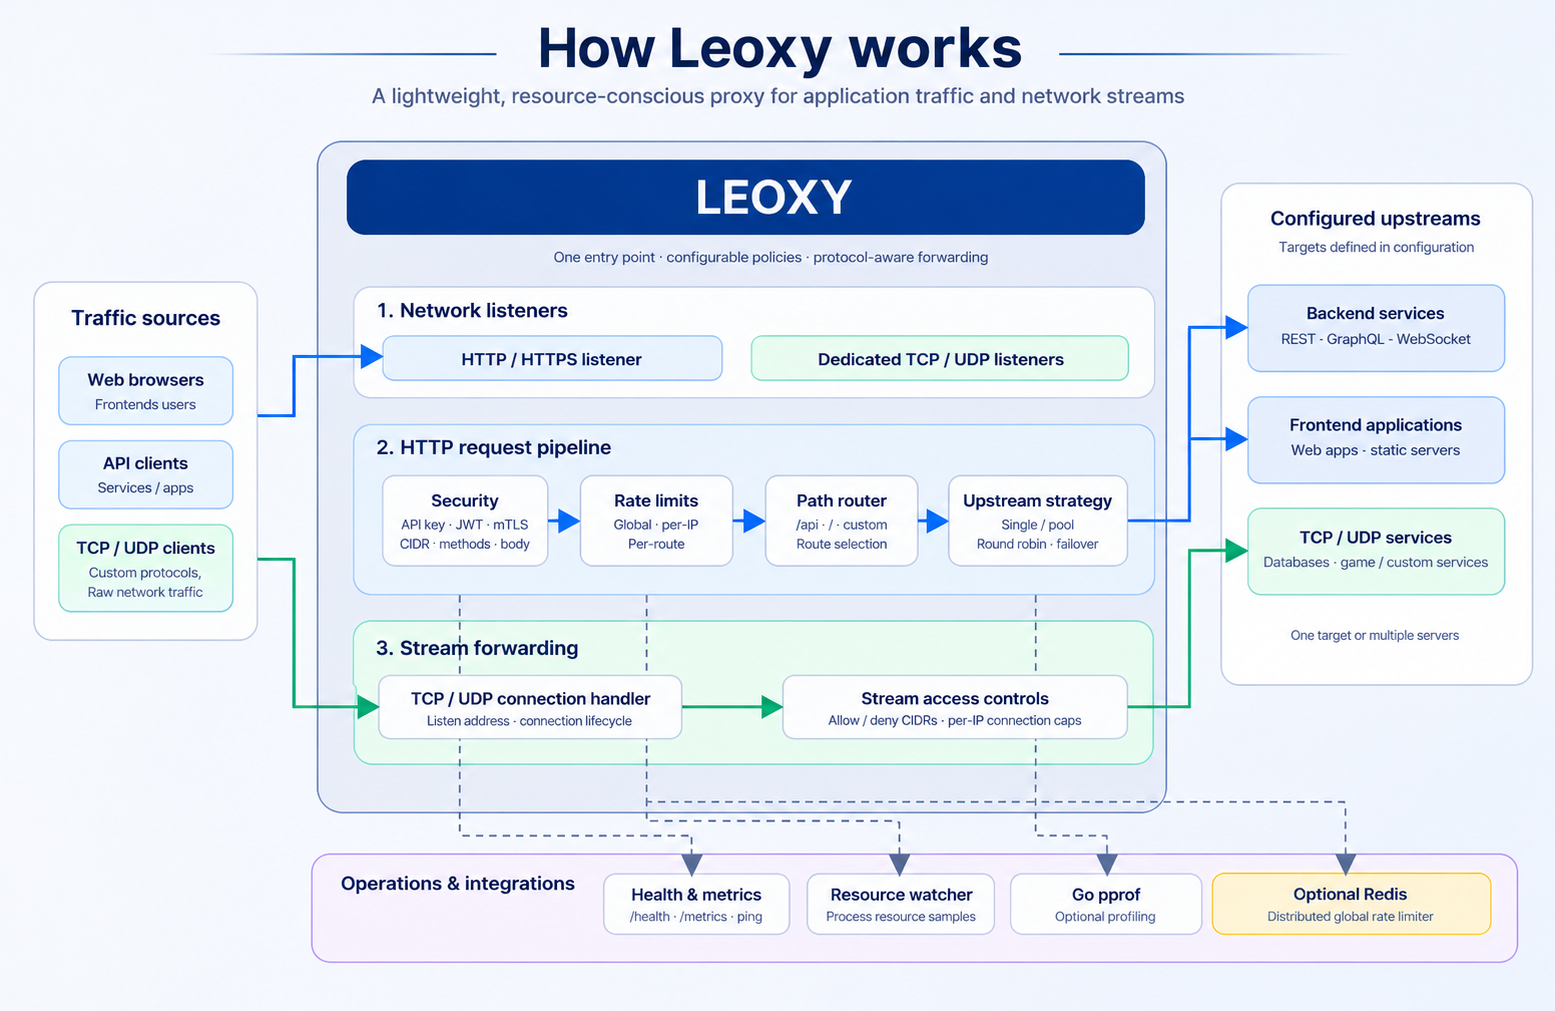 How Leoxy works
A lightweight, resource-conscious proxy for application traffic and network streams
LEOXY
One entry point · configurable policies · protocol-aware forwarding
Traffic sources
Web browsers
Frontends users
API clients
Services / apps
TCP / UDP clients
Custom protocols,
Raw network traffic
1. Network listeners
HTTP / HTTPS listener
Dedicated TCP / UDP listeners
2. HTTP request pipeline
Security
API key · JWT · mTLS
CIDR · methods · body
Rate limits
Global · per-IP
Per-route
Path router
/api · / · custom
Route selection
Upstream strategy
Single / pool
Round robin · failover
3. Stream forwarding
TCP / UDP connection handler
Listen address · connection lifecycle
Stream access controls
Allow / deny CIDRs · per-IP connection caps
Configured upstreams
Targets defined in configuration
Backend services
REST - GraphQL - WebSocket
Frontend applications
Web apps · static servers
TCP / UDP services
Databases · game / custom services
One target or multiple servers
Operations & integrations
Health & metrics
/health · /metrics · ping
Resource watcher
Process resource samples
Go pprof
Optional profiling
Optional Redis
Distributed global rate limiter